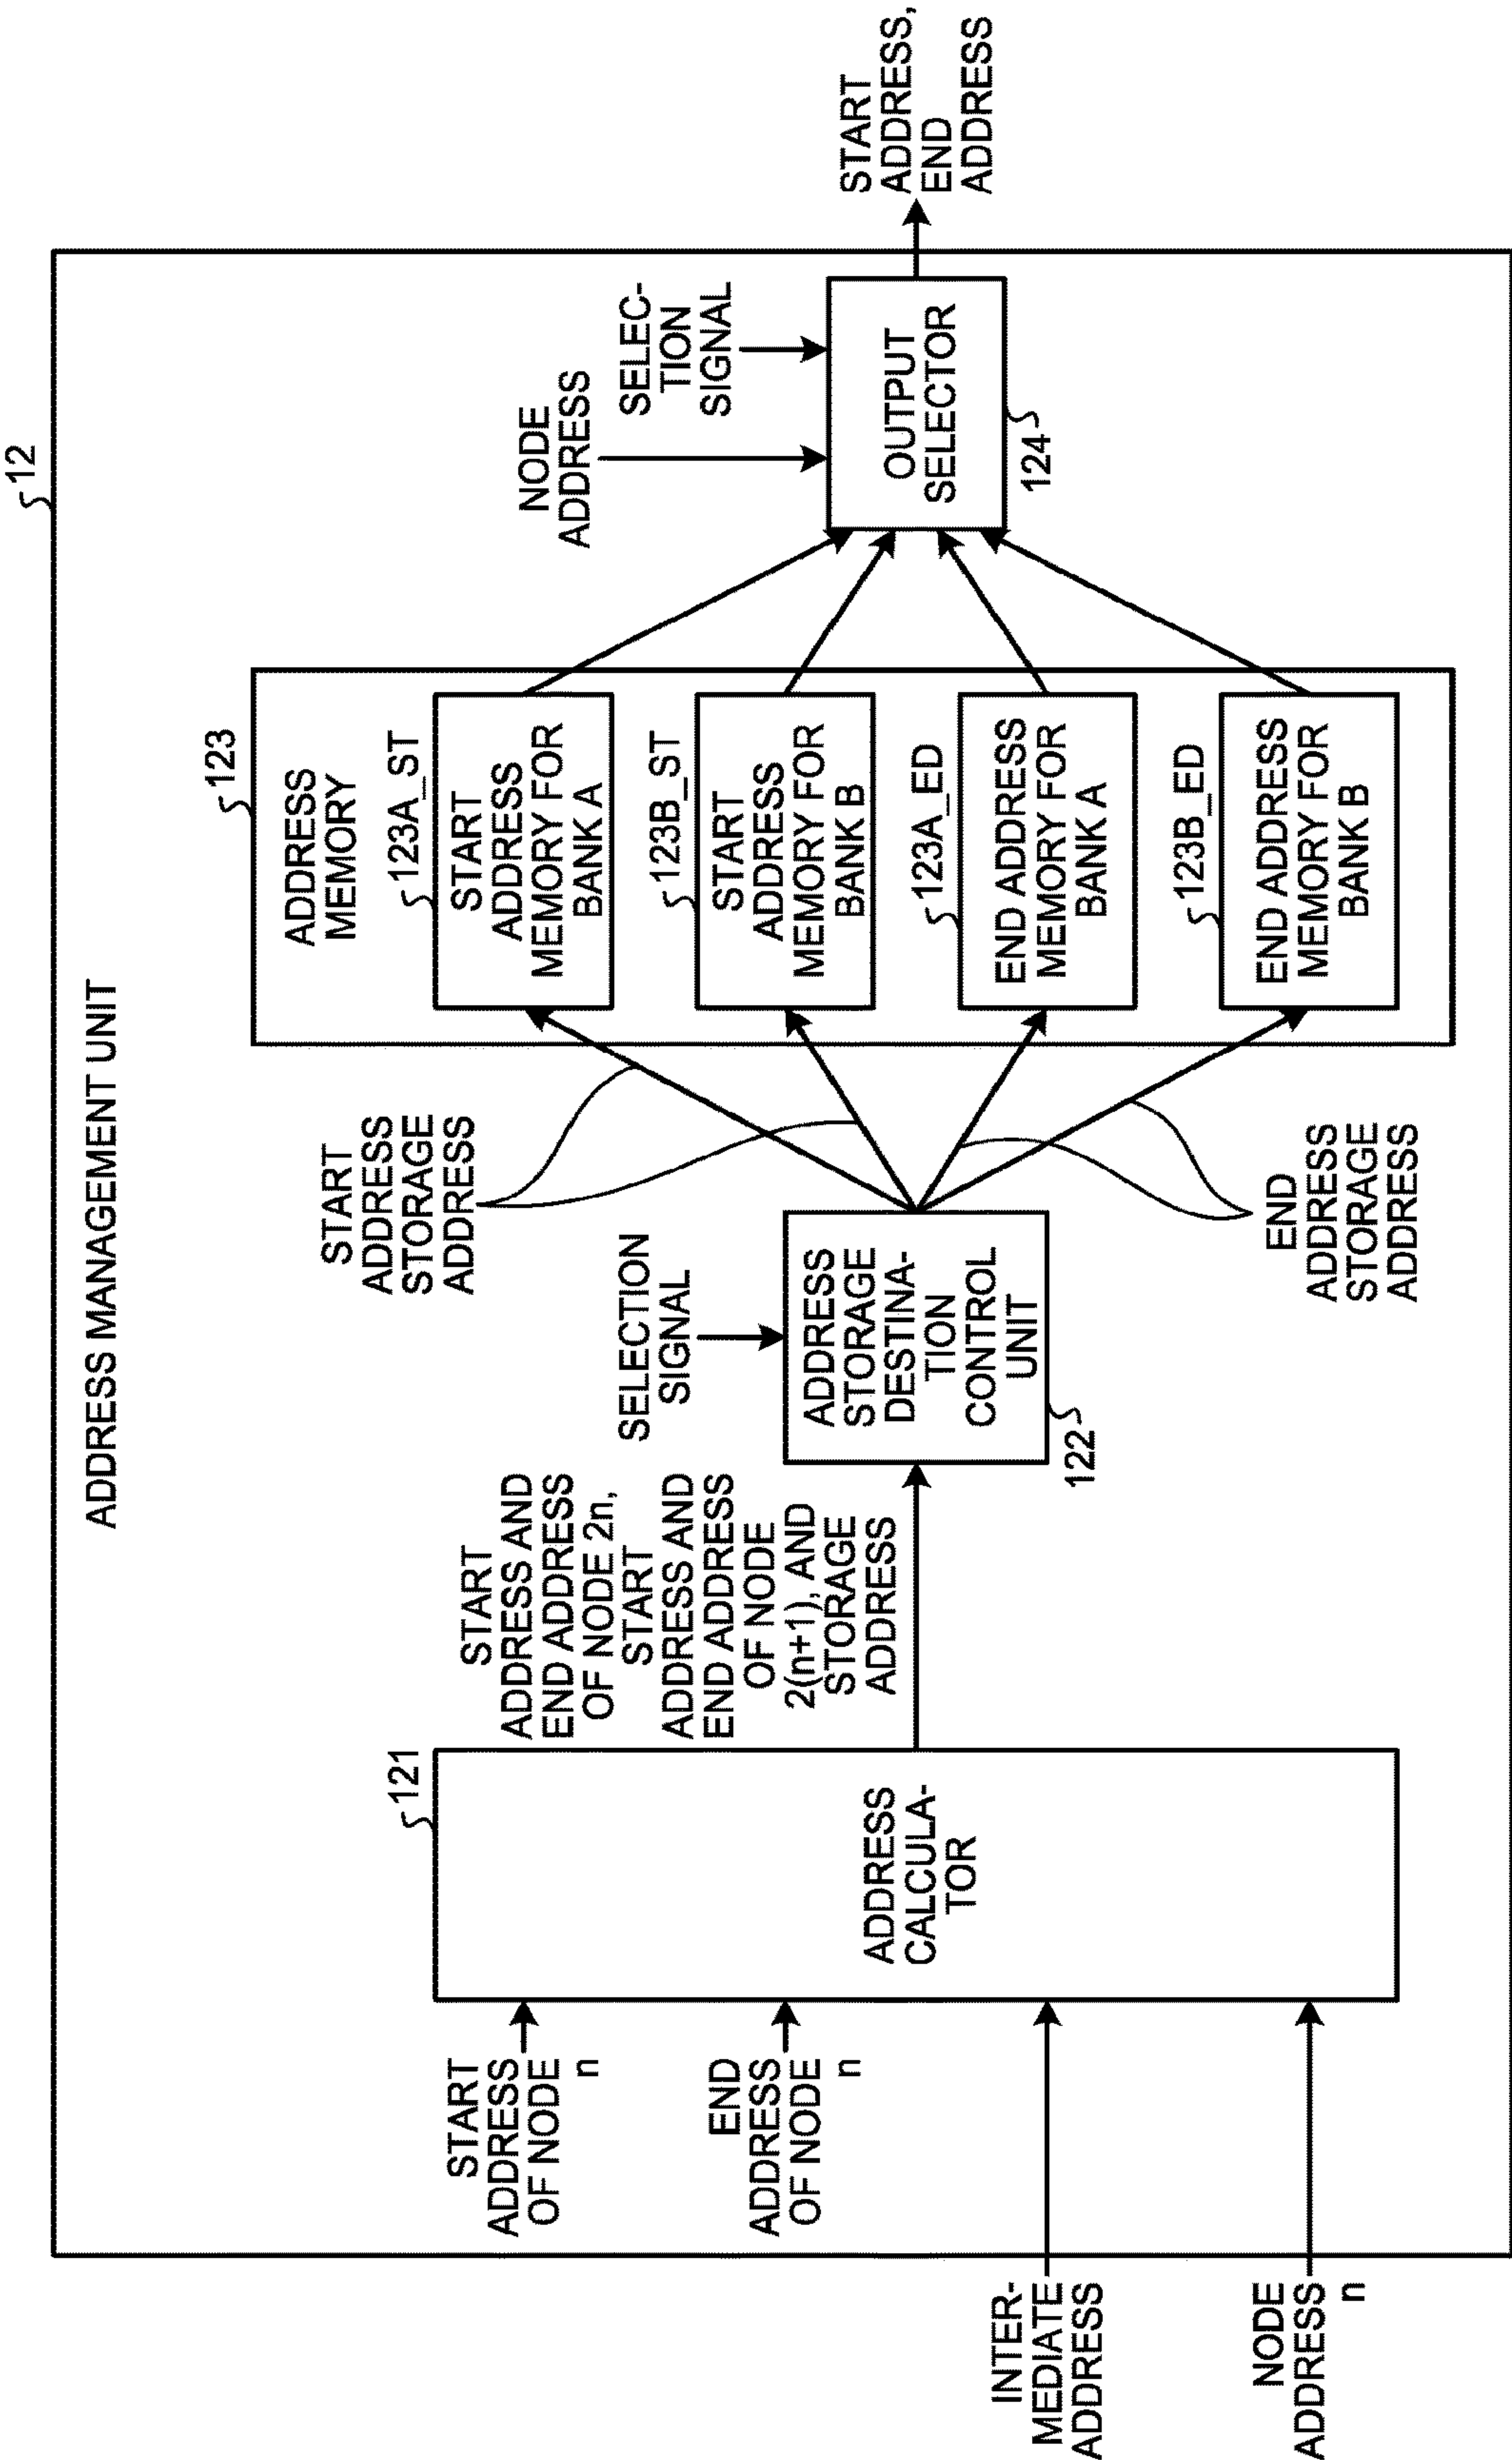 12
ADDRESS MANAGEMENT UNIT
START
ADDRESS
OF NODE
n
END
ADDRESS
OF NODE
n
INTER-
MEDIATE
ADDRESS
NODE
ADDRESS
n
121
ADDRESS
CALCULA-
TOR
START
ADDRESS AND
END ADDRESS
OF NODE 2n,
START
ADDRESS AND
END ADDRESS
OF NODE
2(n+1), AND
STORAGE
ADDRESS
SELECTION
SIGNAL
ADDRESS
STORAGE
DESTINA-
TION
CONTROL
UNIT
122
START
ADDRESS
STORAGE
ADDRESS
END
ADDRESS
STORAGE
ADDRESS
123
ADDRESS
MEMORY
123A_ST
START
ADDRESS
MEMORY FOR
BANK A
123B_ST
START
ADDRESS
MEMORY FOR
BANK B
123A_ED
END ADDRESS
MEMORY FOR
BANK A
123B_ED
END ADDRESS
MEMORY FOR
BANK B
NODE
ADDRESS
SELEC-
TION
SIGNAL
OUTPUT
SELECTOR
124
START
ADDRESS,
END
ADDRESS